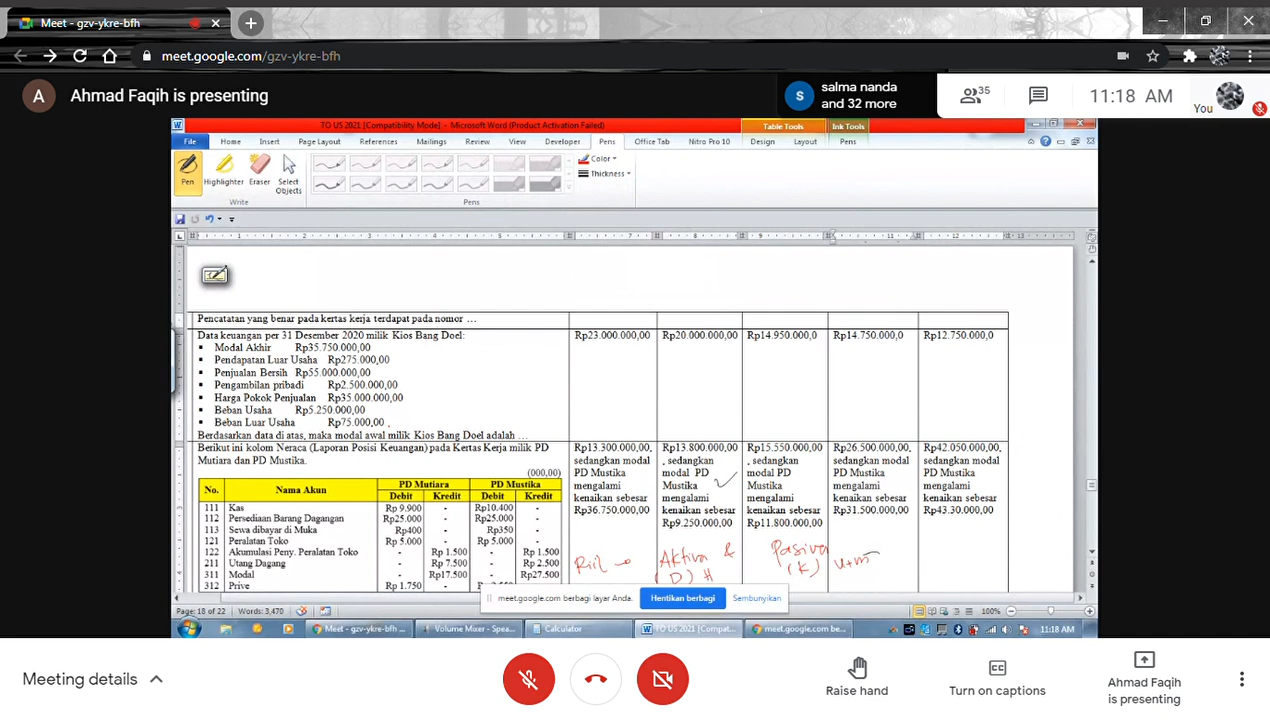 Meet - gzv-ykre-bfh
meet.google.com/gzv-ykre-bfh
A
Ahmad Faqih is presenting
S
salma nanda
and 32 more
35
11:18 AM
You
TO US 2021 [Compatibility Mode] - Microsoft Word (Product Activation Failed)
Table Tools
Ink Tools
File
Home
Insert
Page Layout
References
Mailings
Review
View
Developer
Pens
Office Tab
Nitro Pro 10
Design
Layout
Pens
Pen
Highlighter
Eraser
Select Objects
Color
Thickness
Write
Pens
Pencatatan yang benar pada kertas kerja terdapat pada nomor …
Data keuangan per 31 Desember 2020 milik Kios Bang Doel:
Modal Akhir Rp35.750.000,00
Pendapatan Luar Usaha Rp275.000,00
Penjualan Bersih Rp55.000.000,00
Pengambilan pribadi Rp2.500.000,00
Harga Pokok Penjualan Rp35.000.000,00
Beban Usaha Rp5.250.000,00
Beban Luar Usaha Rp75.000,00 .
Berdasarkan data di atas, maka modal awal milik Kios Bang Doel adalah …
Rp23.000.000,00
Rp20.000.000,00
Rp14.950.000,0
Rp14.750.000,0
Rp12.750.000,0
Berikut ini kolom Neraca (Laporan Posisi Keuangan) pada Kertas Kerja milik PD
Mutiara dan PD Mustika.
(000,00)
No. Nama Akun PD Mutiara PD Mustika
Debit Kredit Debit Kredit
111 Kas Rp 9.900 - Rp10.400 -
112 Persediaan Barang Dagangan Rp25.000 - Rp25.000 -
113 Sewa dibayar di Muka Rp400 - Rp350 -
121 Peralatan Toko Rp 5.000 - Rp 5.000 -
122 Akumulasi Peny. Peralatan Toko - Rp 1.500 - Rp 1.500
211 Utang Dagang - Rp 7.500 - Rp 2.500
311 Modal - Rp17.500 - Rp27.500
312 Prive Rp 1.750 -
Rp13.300.000,00,
sedangkan modal
PD Mustika
mengalami
kenaikan sebesar
Rp36.750.000,00
Rp13.800.000,00
, sedangkan
modal PD
Mustika
mengalami
kenaikan sebesar
Rp9.250.000,00
Rp15.550.000,00
, sedangkan
modal PD
Mustika
mengalami
kenaikan sebesar
Rp11.800.000,00
Rp26.500.000,00
sedangkan modal
PD Mustika
mengalami
kenaikan sebesar
Rp31.500.000,00
Rp42.050.000,00
sedangkan modal
PD Mustika
mengalami
kenaikan sebesar
Rp43.30.000,00
Riil → Aktiva & Pasiva
(D) # (K) u+m
meet.google.com berbagi layar Anda.
Hentikan berbagi
Sembunyikan
Page: 18 of 22
Words: 3,470
100%
Meet - gzv-ykre-bfh ...
Volume Mixer - Spea...
Calculator
TO US 2021 [Compat...
meet.google.com be...
11:18 AM
Meeting details
Raise hand
Turn on captions
Ahmad Faqih
is presenting